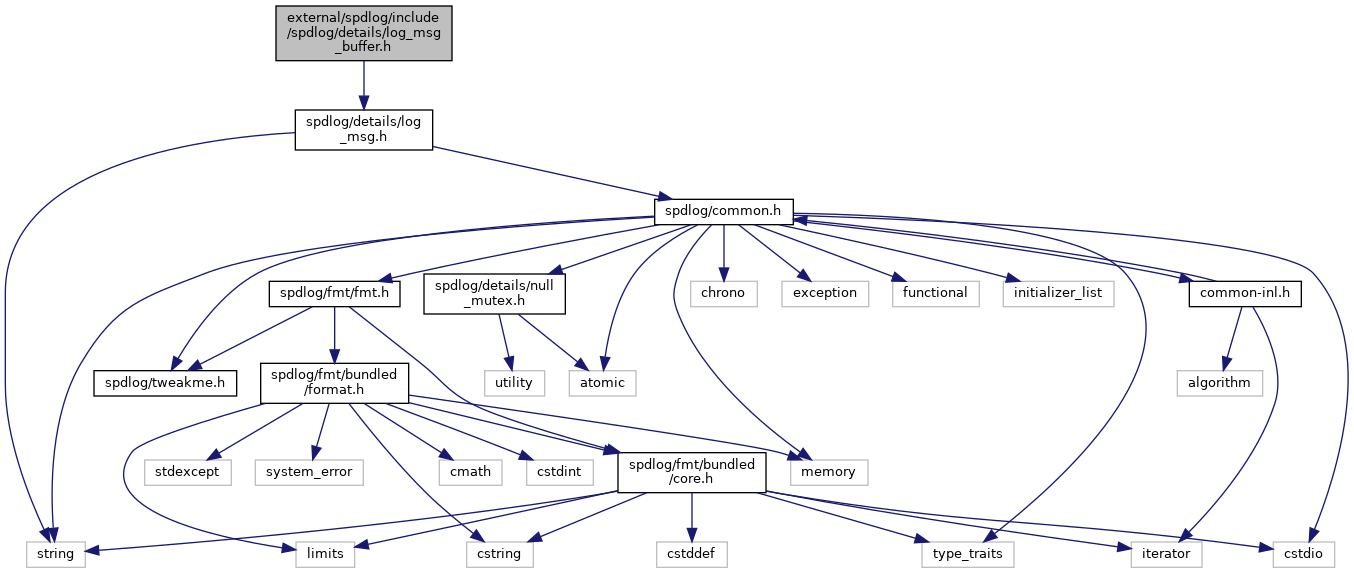 external/spdlog/include
/spdlog/details/log_msg
_buffer.h
spdlog/details/log
_msg.h
spdlog/common.h
spdlog/fmt/fmt.h
spdlog/details/null
_mutex.h
chrono
exception
functional
initializer_list
common-inl.h
spdlog/tweakme.h
spdlog/fmt/bundled
/format.h
utility
atomic
algorithm
stdexcept
system_error
cmath
cstdint
spdlog/fmt/bundled
/core.h
memory
string
limits
cstring
cstddef
type_traits
iterator
cstdio